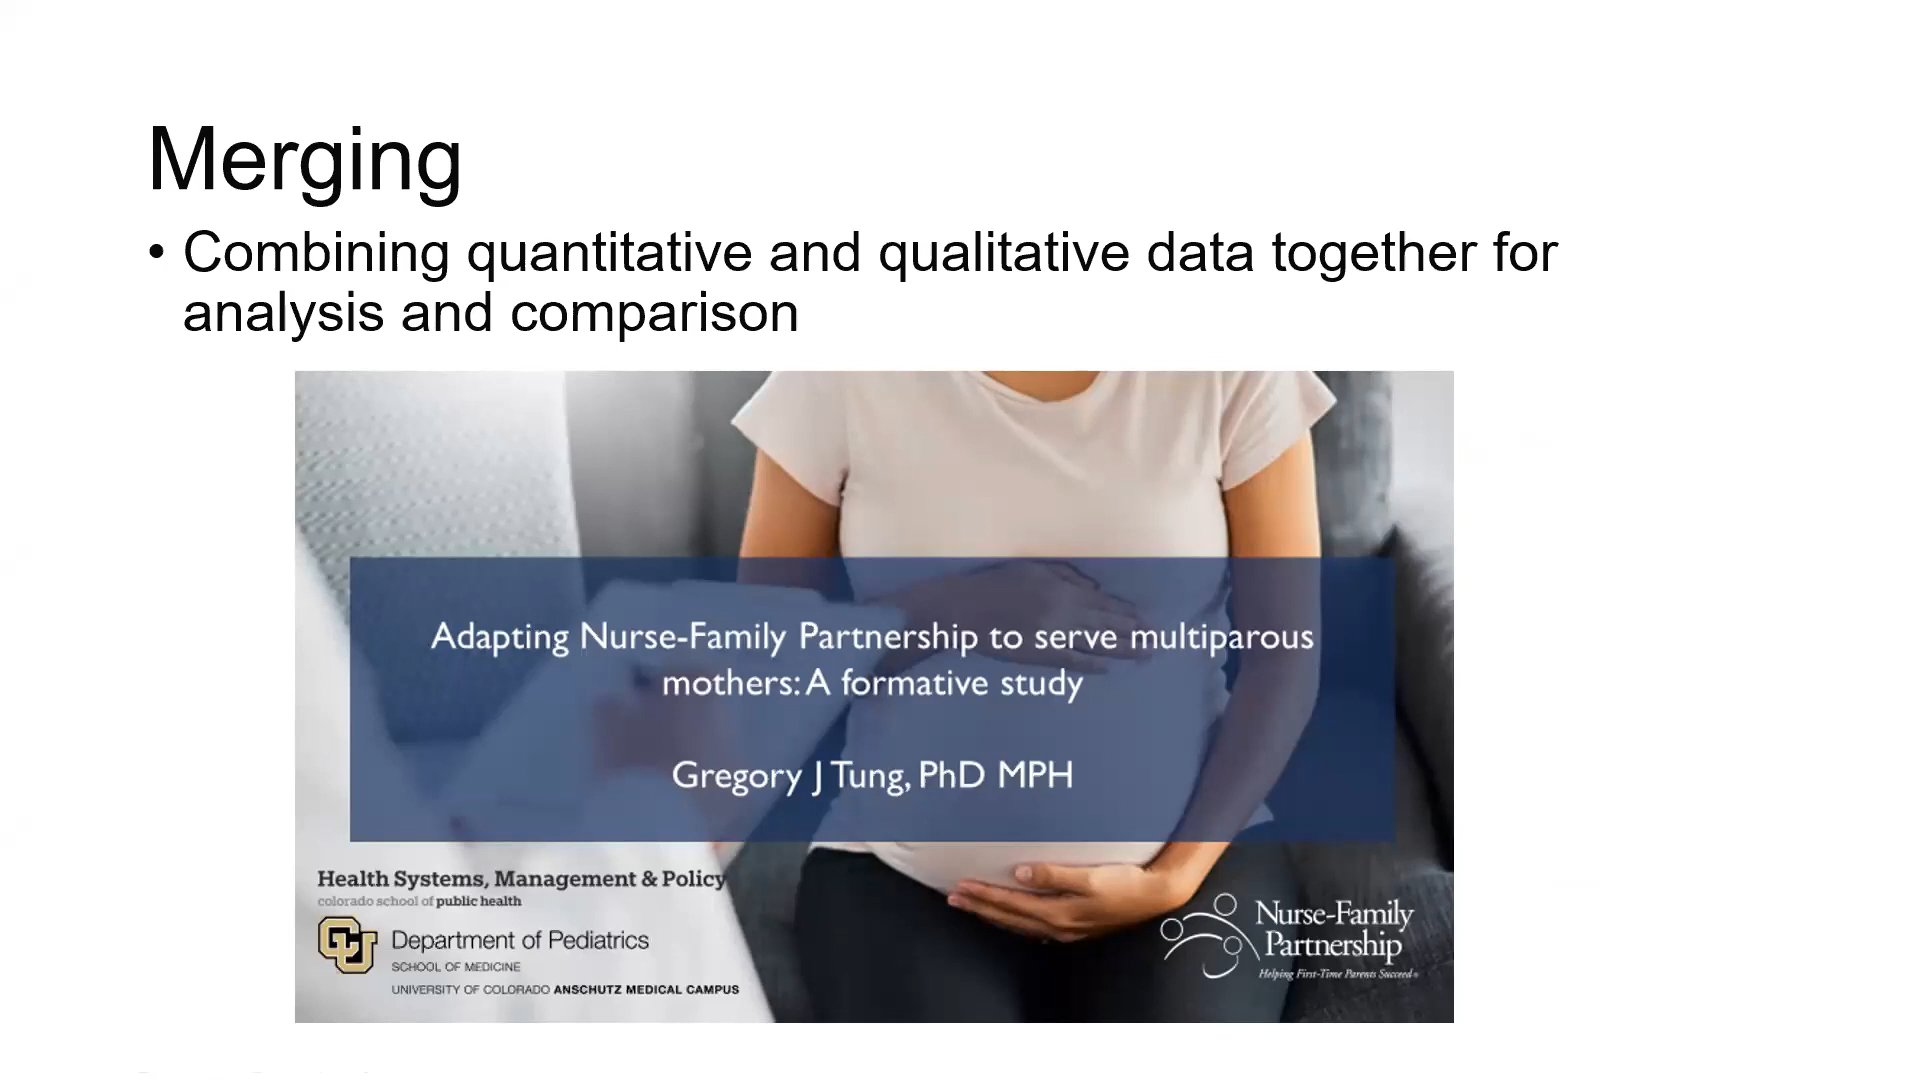 Merging
• Combining quantitative and qualitative data together for
analysis and comparison
Adapting Nurse-Family Partnership to serve multiparous
mothers: A formative study
Gregory J Tung, PhD MPH
Health Systems, Management & Policy
colorado school of public health
CU
Department of Pediatrics
SCHOOL OF MEDICINE
UNIVERSITY OF COLORADO ANSCHUTZ MEDICAL CAMPUS
Nurse-Family
Partnership
Helping First-Time Parents Succeed®